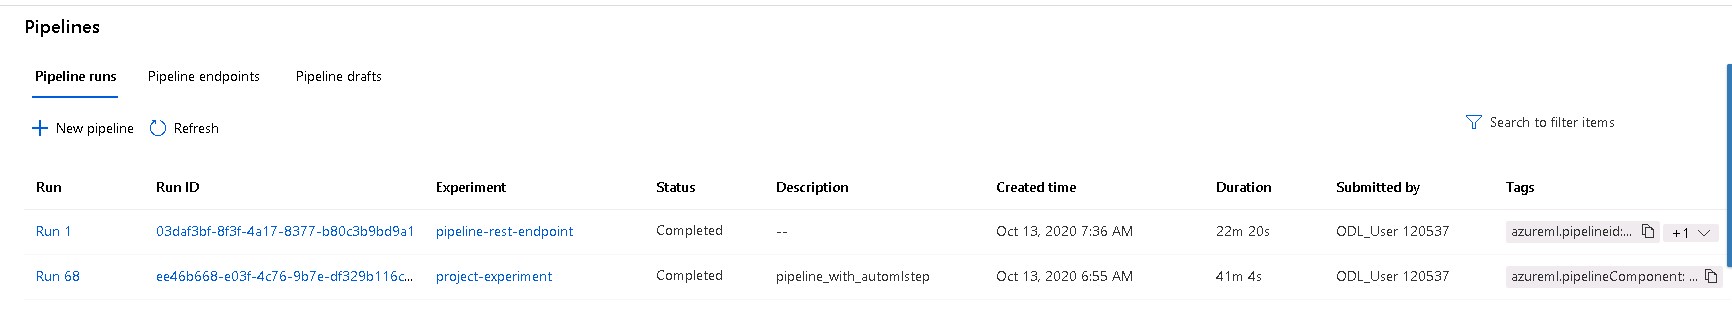 Pipelines
Pipeline runs Pipeline endpoints Pipeline drafts
New pipeline Refresh Search to filter items
Run Run ID Experiment Status Description Created time Duration Submitted by Tags
Run 1 03daf3bf-8f3f-4a17-8377-b80c3b9bd9a1 pipeline-rest-endpoint Completed -- Oct 13, 2020 7:36 AM 22m 20s ODL_User 120537 azureml.pipelineid:... +1
Run 68 ee46b668-e03f-4c76-9b7e-df329b116c... project-experiment Completed pipeline_with_automlstep Oct 13, 2020 6:55 AM 41m 4s ODL_User 120537 azureml.pipelineComponent: ...